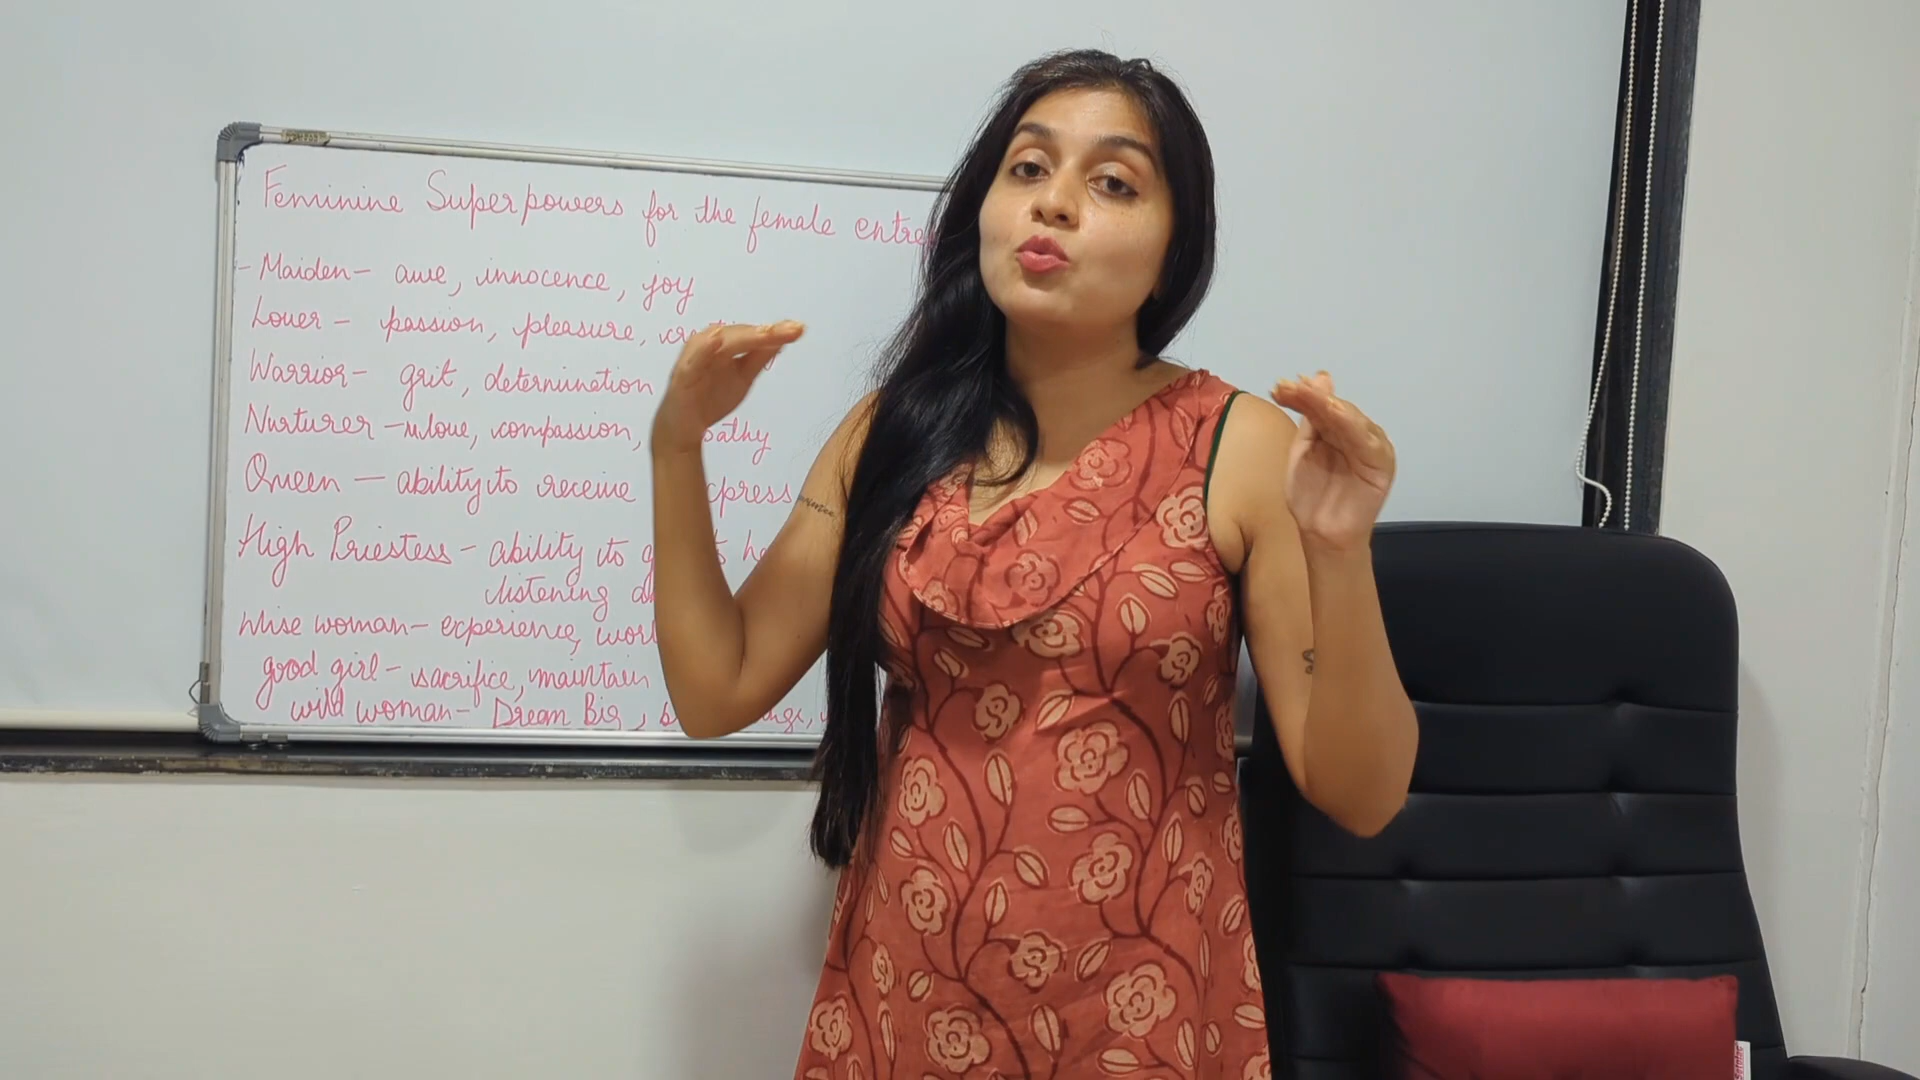 Feminine Superpowers for the female entre
- Maiden - awe, innocence, joy
Lover - passion, pleasure,
Warrior - grit, determination
Nurturer - love, compassion,
Queen - ability to receive
High Priestess - ability to
listening
Wise woman - experience,
good girl - sacrifice, maintain
wild woman - Dream Big,